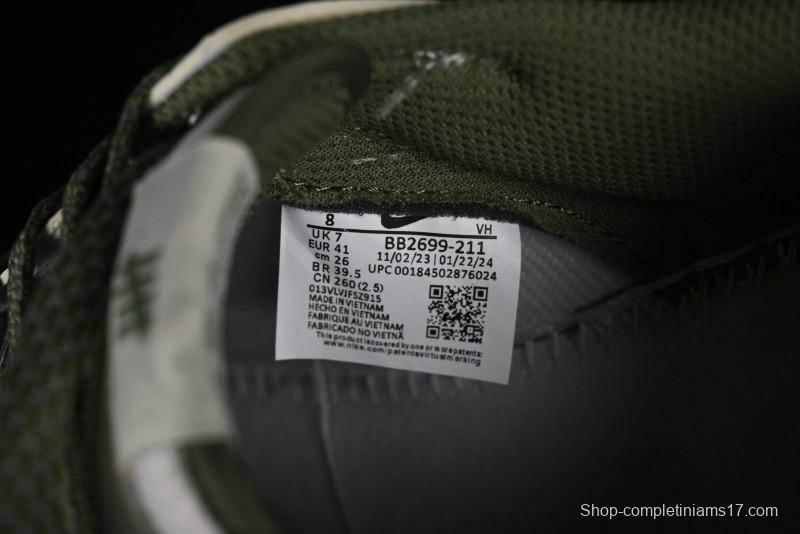 8 VH
UK 7
EUR 41
cm 26
BR 39.5
CN 260 (2.5)
BB2699-211
11/02/23 | 01/22/24
UPC 00184502876024
013VLVJFSZ915
MADE IN VIETNAM
HECHO EN VIETNAM
FABRIQUE AU VIETNAM
FABRICADO NO VIETNÃ
This product is covered by one or more patents:
www.nike.com/patentsvirtualmarking
Shop-completiniams17.com